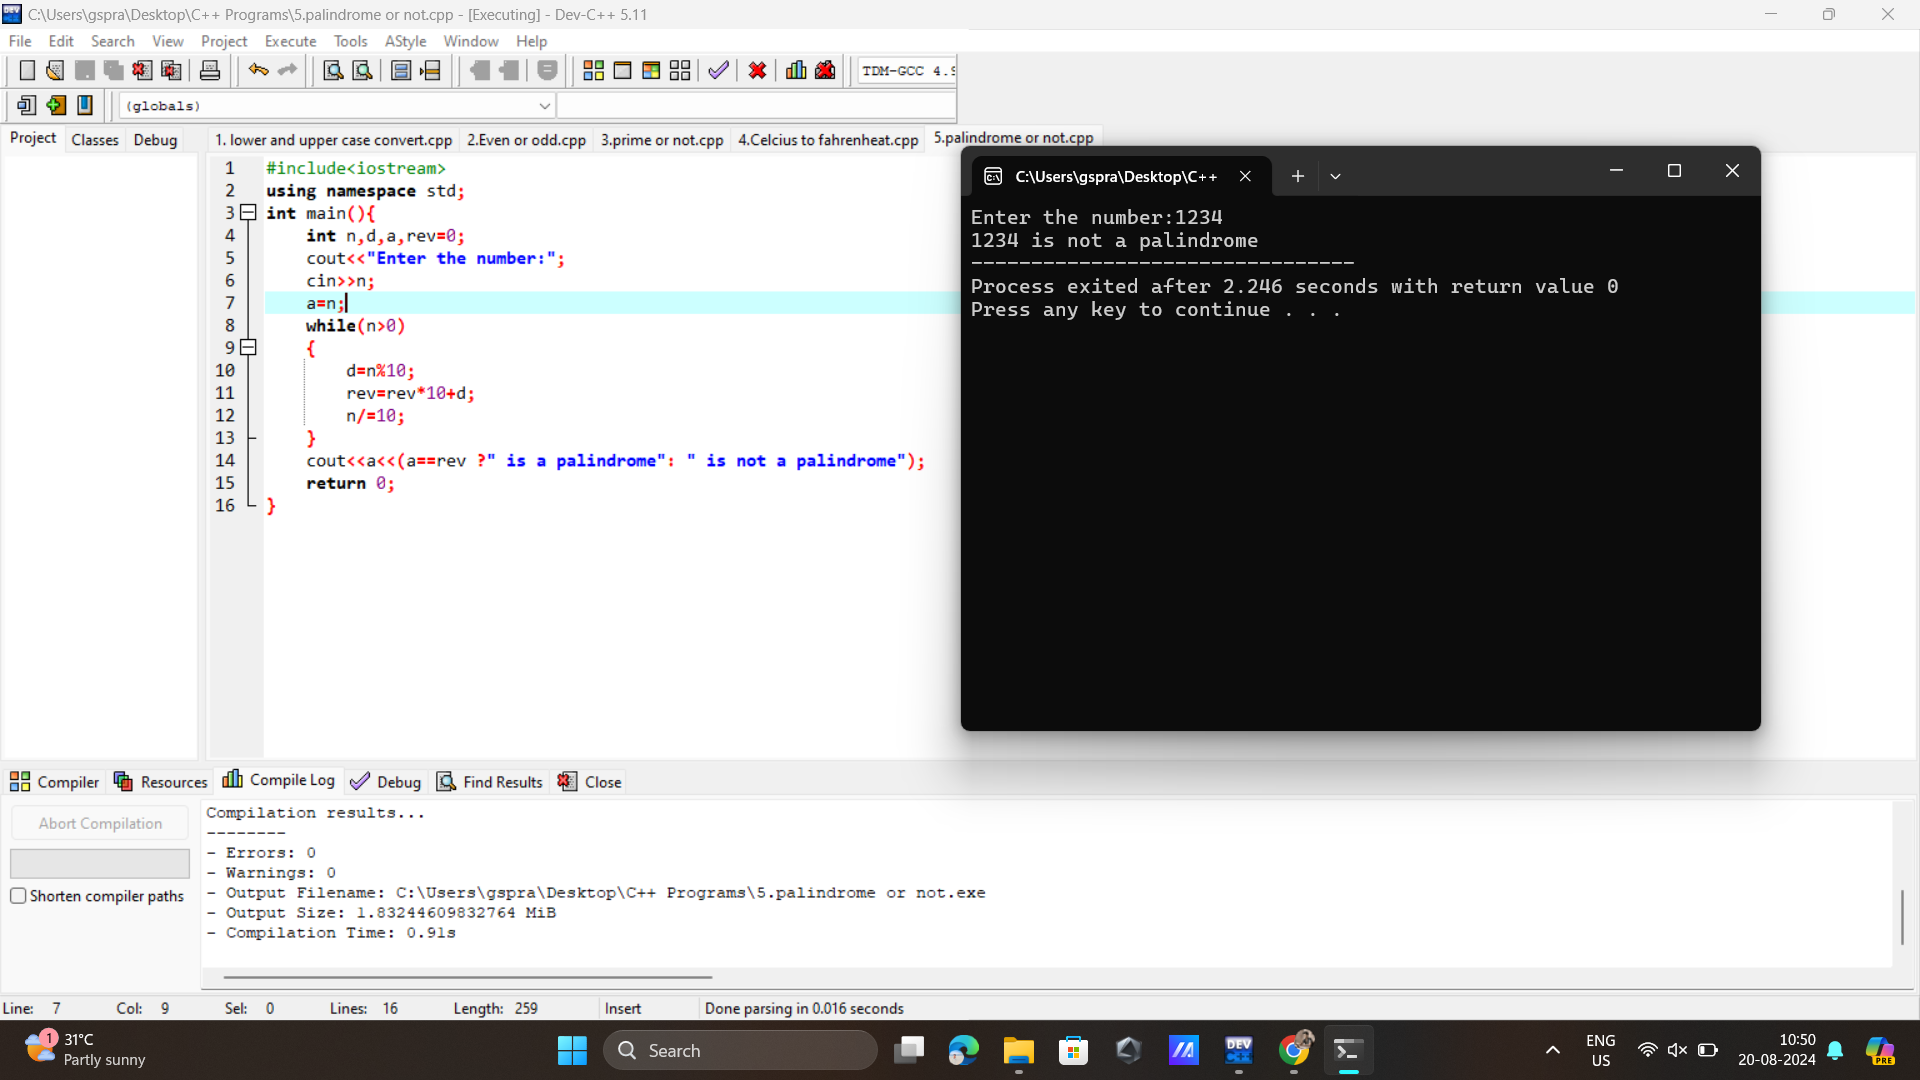 C:\Users\gspra\Desktop\C++ Programs\5.palindrome or not.cpp - [Executing] - Dev-C++ 5.11
File Edit Search View Project Execute Tools AStyle Window Help
TDM-GCC 4.9
(globals)
Project Classes Debug
1. lower and upper case convert.cpp 2.Even or odd.cpp 3.prime or not.cpp 4.Celcius to fahrenheat.cpp 5.palindrome or not.cpp
1 #include<iostream>
2 using namespace std;
3 int main(){
4 int n,d,a,rev=0;
5 cout<<"Enter the number:";
6 cin>>n;
7 a=n;
8 while(n>0)
9 {
10 d=n%10;
11 rev=rev*10+d;
12 n/=10;
13 }
14 cout<<a<<(a==rev ?" is a palindrome": " is not a palindrome");
15 return 0;
16 }
C:\Users\gspra\Desktop\C++
Enter the number:1234
1234 is not a palindrome
--------------------------------
Process exited after 2.246 seconds with return value 0
Press any key to continue . . .
Compiler Resources Compile Log Debug Find Results Close
Abort Compilation
Shorten compiler paths
Compilation results...
--------
- Errors: 0
- Warnings: 0
- Output Filename: C:\Users\gspra\Desktop\C++ Programs\5.palindrome or not.exe
- Output Size: 1.83244609832764 MiB
- Compilation Time: 0.91s
Line: 7 Col: 9 Sel: 0 Lines: 16 Length: 259 Insert Done parsing in 0.016 seconds
1
31°C
Partly sunny
Search
DEV
C++
ENG
US
10:50
20-08-2024
PRE